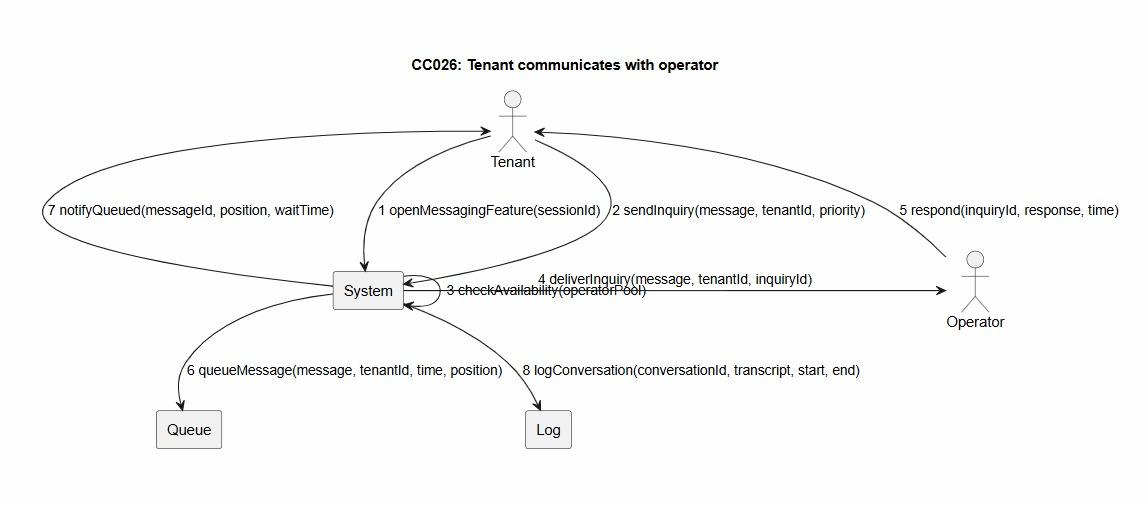 CC026: Tenant communicates with operator
Tenant
7 notifyQueued(messageId, position, waitTime)
1 openMessagingFeature(sessionId)
2 sendInquiry(message, tenantId, priority)
5 respond(inquiryId, response, time)
4 deliverInquiry(message, tenantId, inquiryId)
System
3 checkAvailability(operatorPool)
Operator
6 queueMessage(message, tenantId, time, position)
8 logConversation(conversationId, transcript, start, end)
Queue
Log